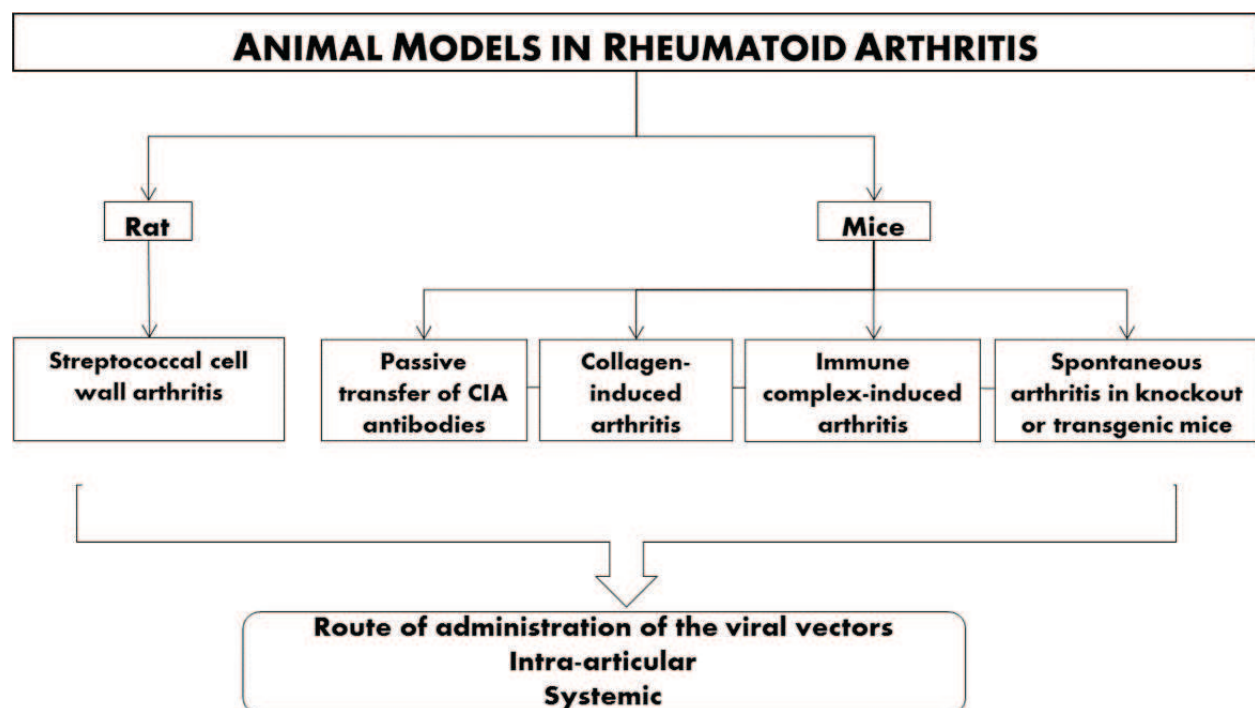 ANIMAL MODELS IN RHEUMATOID ARTHRITIS
Rat
Mice
Streptococcal cell
wall arthritis
Passive
transfer of CIA
antibodies
Collagen-
induced
arthritis
Immune
complex-induced
arthritis
Spontaneous
arthritis in knockout
or transgenic mice
Route of administration of the viral vectors
Intra-articular
Systemic